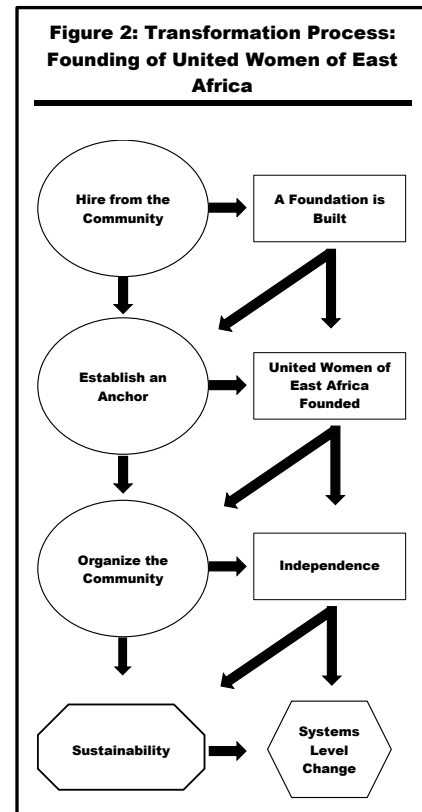 Figure 2: Transformation Process:
Founding of United Women of East
Africa
Hire from the
Community
A Foundation is
Built
Establish an
Anchor
United Women of
East Africa
Founded
Organize the
Community
Independence
Sustainability
Systems
Level
Change